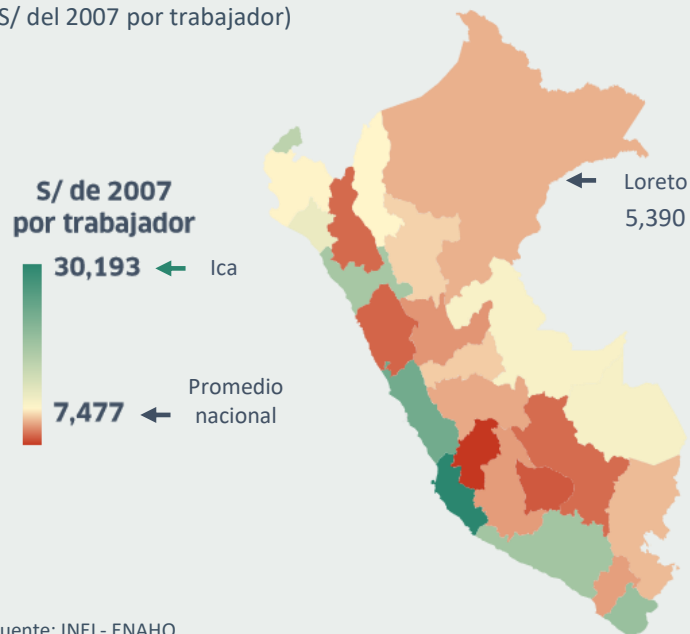 S/ del 2007 por trabajador)
S/ de 2007
por trabajador
30,193
Ica
7,477
Promedio
nacional
Loreto
5,390
uente: INEI - ENAHO